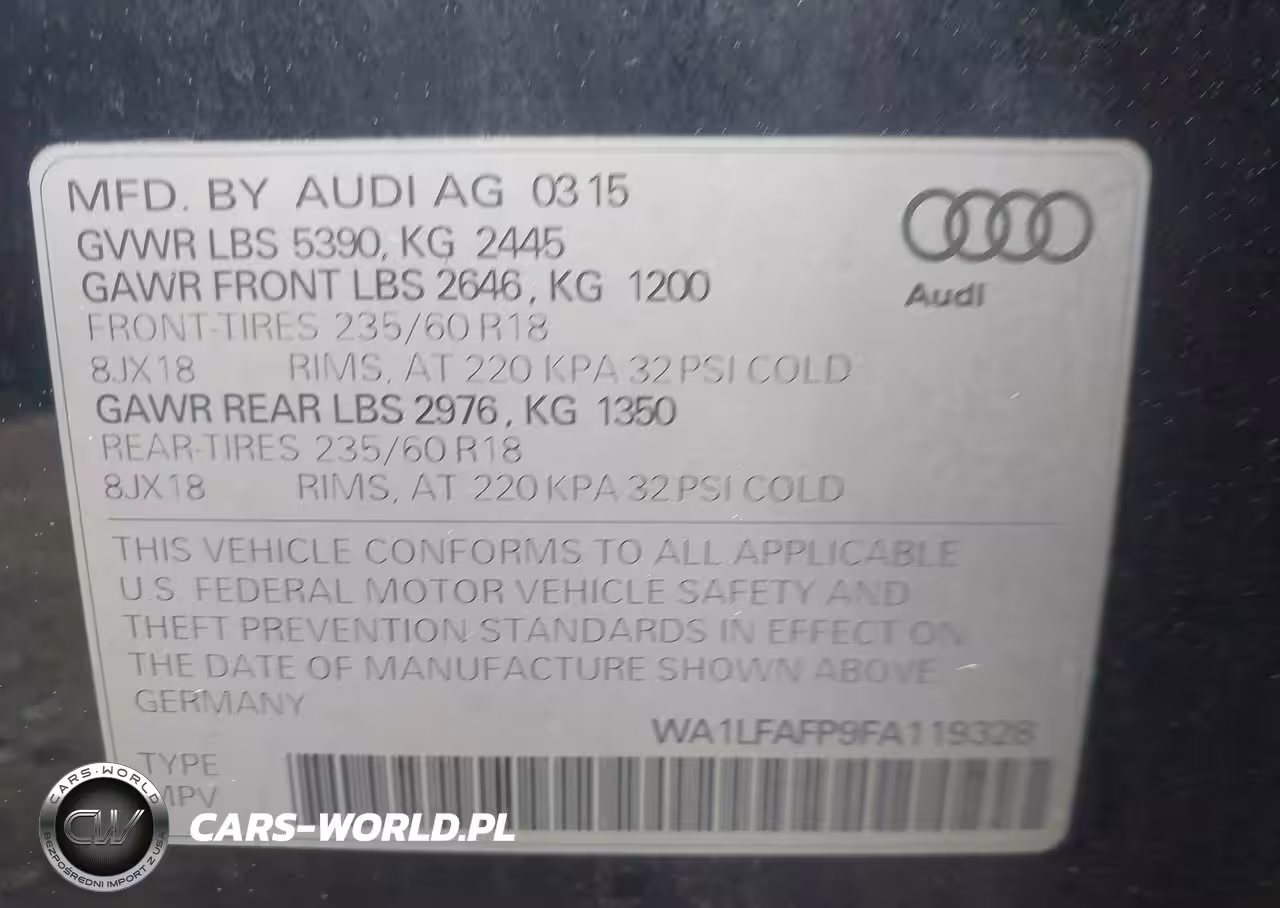 MFD. BY AUDI AG 0315
GVWR LBS 5390, KG 2445
GAWR FRONT LBS 2646, KG 1200
FRONT-TIRES 235/60 R18
8JX18 RIMS, AT 220 KPA 32 PSI COLD
GAWR REAR LBS 2976, KG 1350
REAR-TIRES 235/60 R18
8JX18 RIMS, AT 220 KPA 32 PSI COLD
Audi
THIS VEHICLE CONFORMS TO ALL APPLICABLE
U.S. FEDERAL MOTOR VEHICLE SAFETY AND
THEFT PREVENTION STANDARDS IN EFFECT ON
THE DATE OF MANUFACTURE SHOWN ABOVE
GERMANY
WA1LFAFP9FA119328
TYPE
MPV
CARS-WORLD
CW
BEZPOŚREDNI IMPORT Z USA
CARS-WORLD.PL